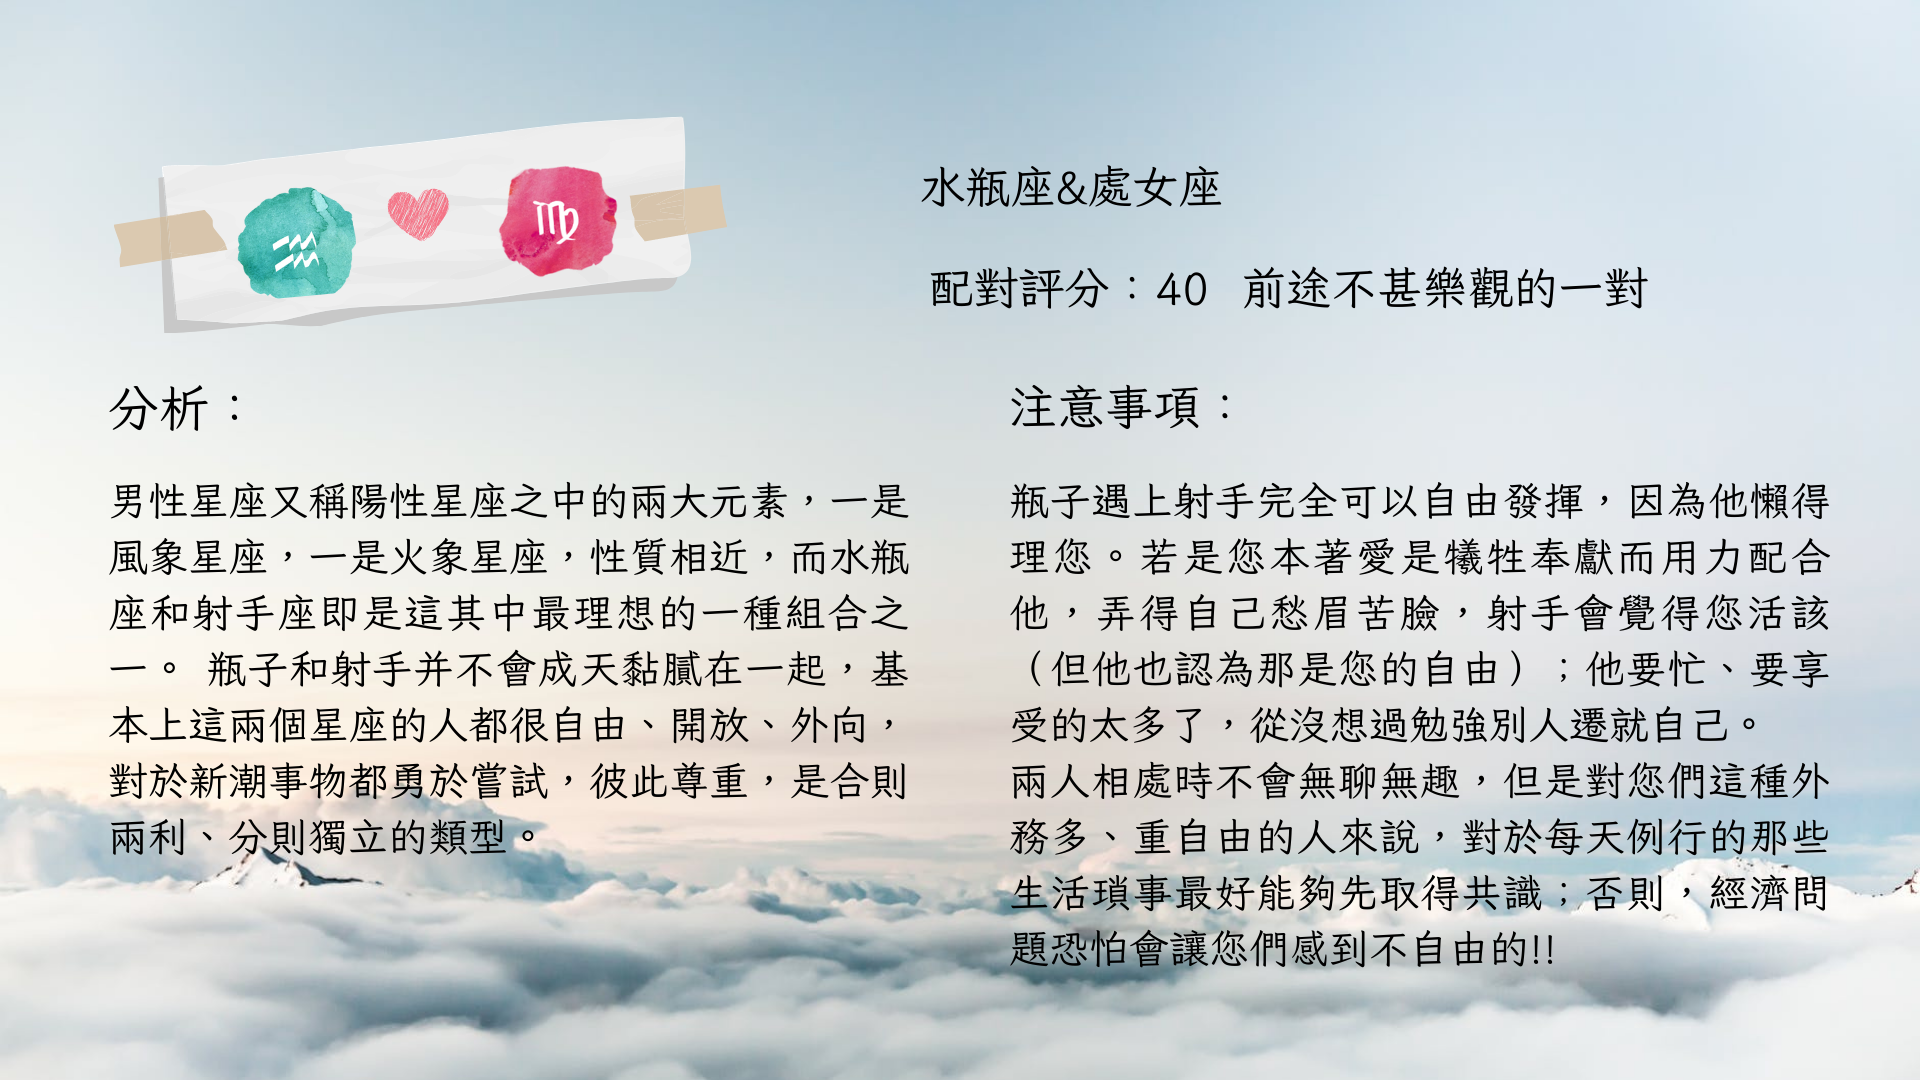 水瓶座&處女座
配對評分：40 前途不甚樂觀的一對
分析：
男性星座又稱陽性星座之中的兩大元素，一是
風象星座，一是火象星座，性質相近，而水瓶
座和射手座即是這其中最理想的一種組合之
一。 瓶子和射手并不會成天黏膩在一起，基
本上這兩個星座的人都很自由、開放、外向，
對於新潮事物都勇於嘗試，彼此尊重，是合則
兩利、分則獨立的類型。
注意事項：
瓶子遇上射手完全可以自由發揮，因為他懶得
理您。若是您本著愛是犧牲奉獻而用力配合
他，弄得自己愁眉苦臉，射手會覺得您活該
（但他也認為那是您的自由）；他要忙、要享
受的太多了，從沒想過勉強別人遷就自己。
兩人相處時不會無聊無趣，但是對您們這種外
務多、重自由的人來說，對於每天例行的那些
生活瑣事最好能夠先取得共識；否則，經濟問
題恐怕會讓您們感到不自由的!!